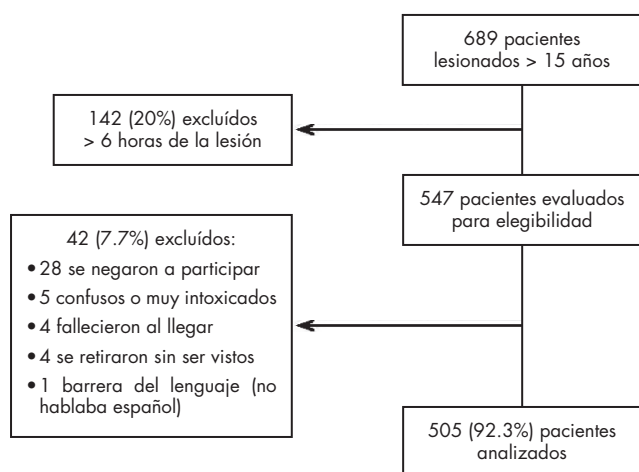 689 pacientes
lesionados > 15 años
142 (20%) excluídos
> 6 horas de la lesión
547 pacientes evaluados
para elegibilidad
42 (7.7%) excluídos:
• 28 se negaron a participar
• 5 confusos o muy intoxicados
• 4 fallecieron al llegar
• 4 se retiraron sin ser vistos
• 1 barrera del lenguaje (no
hablaba español)
505 (92.3%) pacientes
analizados